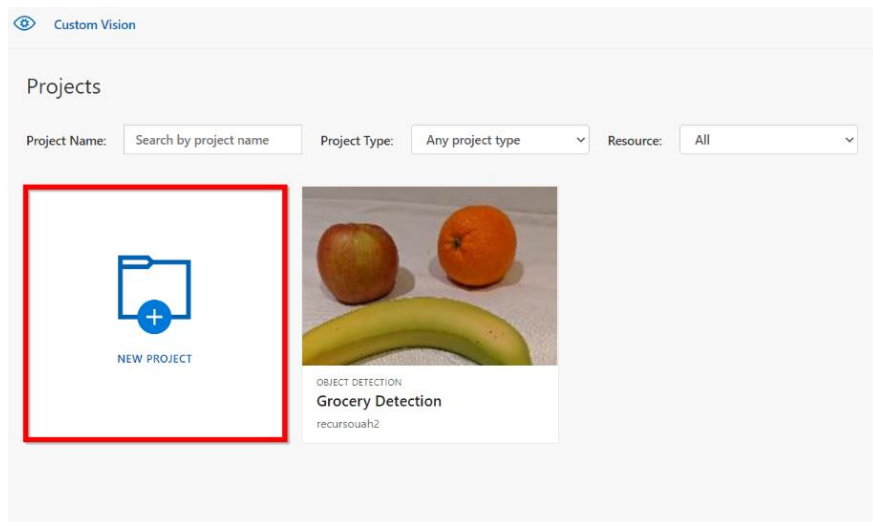 Custom Vision
Projects
Project Name: Search by project name Project Type: Any project type Resource: All
NEW PROJECT
OBJECT DETECTION
Grocery Detection
recursouah2